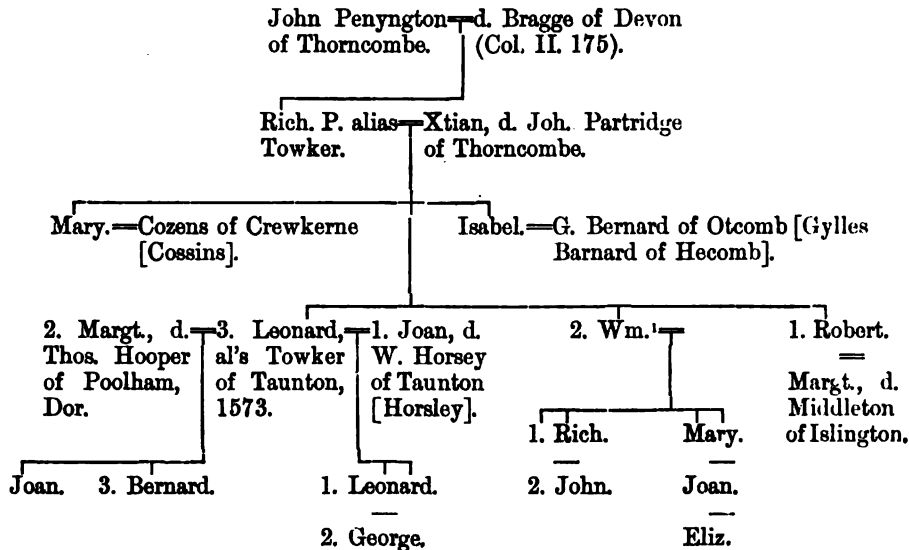 John Penyngton
of Thorncombe.
d. Bragge of Devon
(Col. II. 175).
Rich. P. alias
Towker.
Xtian, d. Joh. Partridge
of Thorncombe.
Mary.
Cozens of Crewkerne
[Cossins].
Isabel.
G. Bernard of Otcomb [Gylles
Barnard of Hecomb].
2. Margt., d.
Thos. Hooper
of Poolham,
Dor.
3. Leonard,
al's Towker
of Taunton,
1573.
1. Joan, d.
W. Horsey
of Taunton
[Horsley].
2. Wm.¹
1. Robert.
Margt., d.
Middleton
of Islington.
Joan.
3. Bernard.
1. Leonard.
2. George.
1. Rich.
2. John.
Mary.
Joan.
Eliz.